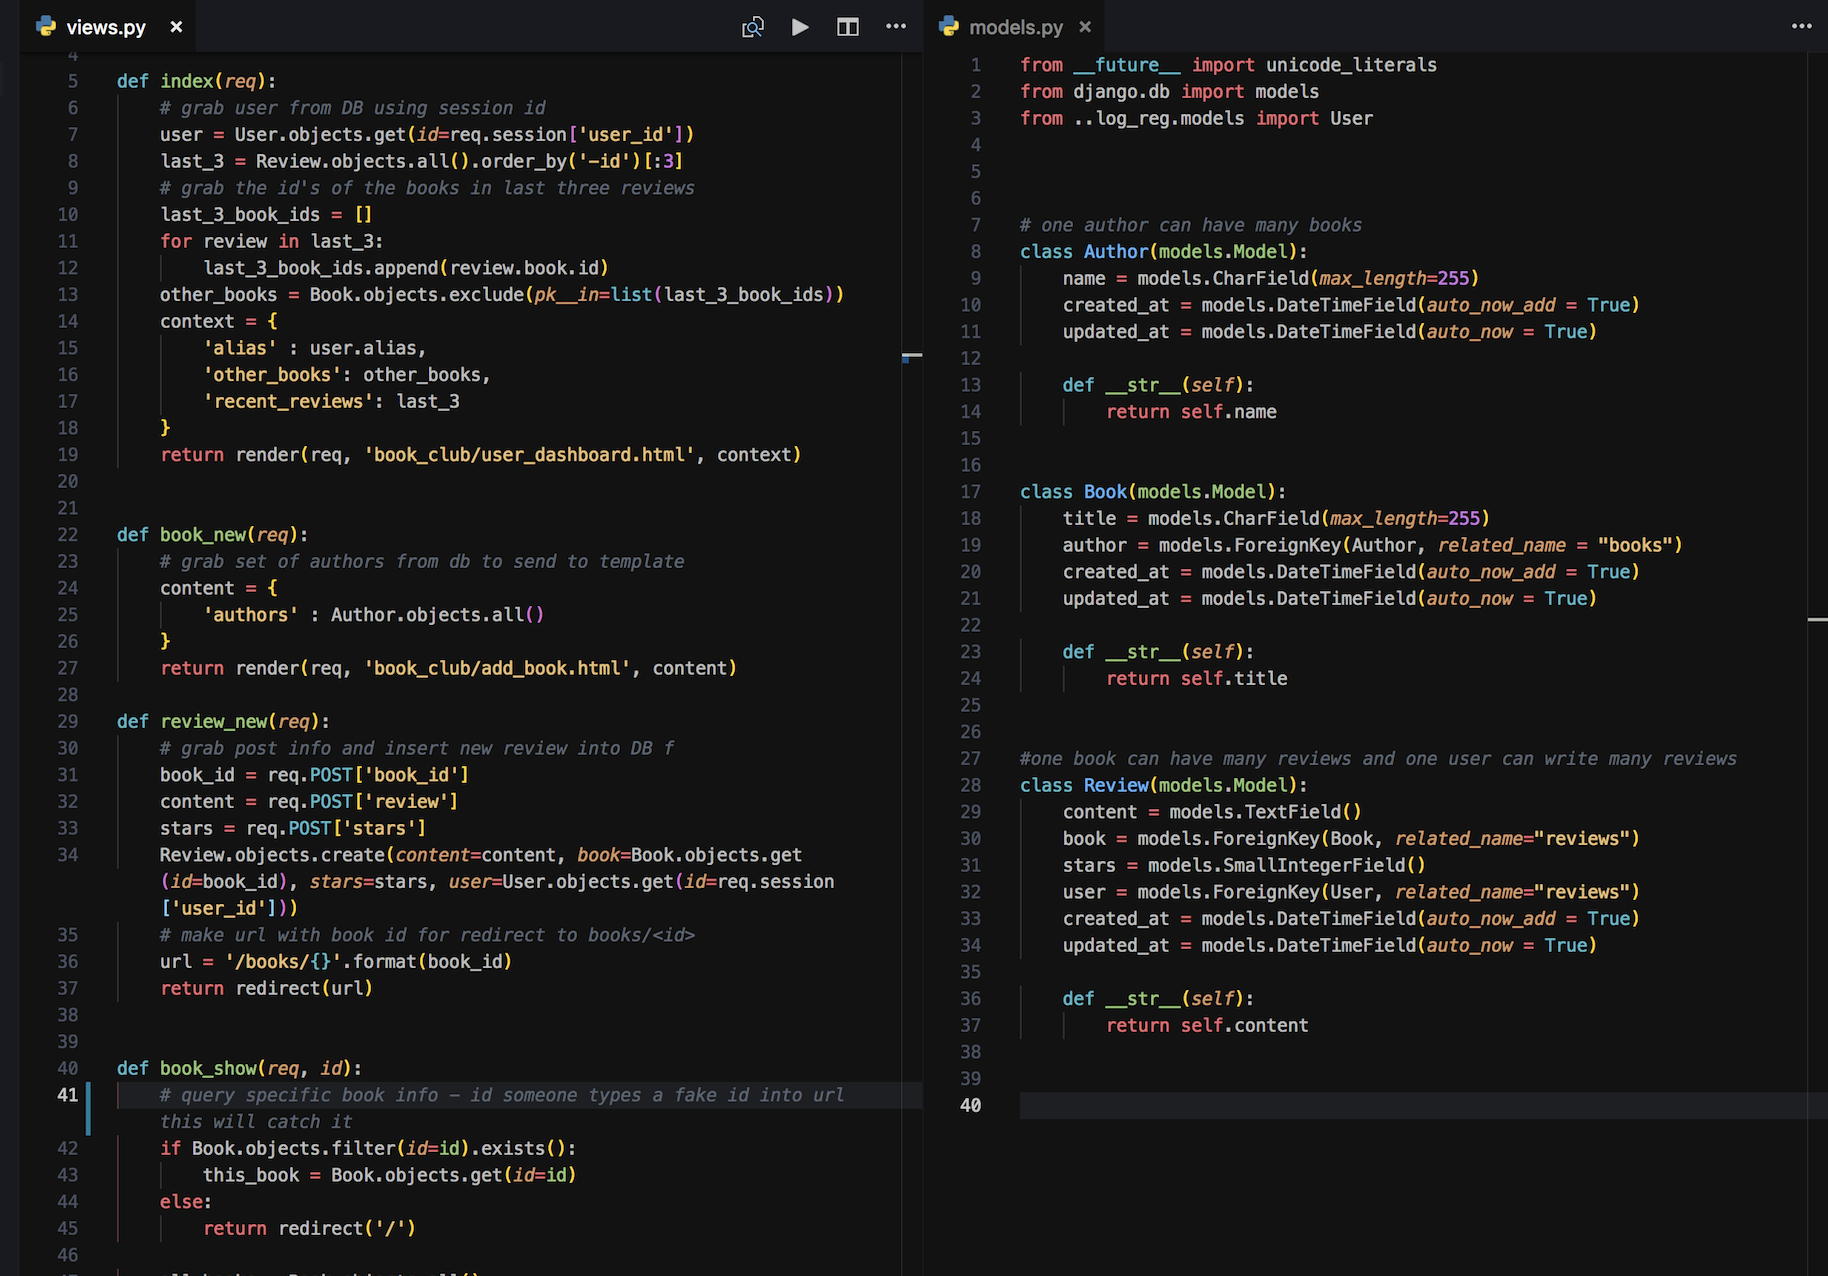 views.py ×
4
5 def index(req):
6     # grab user from DB using session id
7     user = User.objects.get(id=req.session['user_id'])
8     last_3 = Review.objects.all().order_by('-id')[:3]
9     # grab the id's of the books in last three reviews
10     last_3_book_ids = []
11     for review in last_3:
12         last_3_book_ids.append(review.book.id)
13     other_books = Book.objects.exclude(pk__in=list(last_3_book_ids))
14     context = {
15         'alias' : user.alias,
16         'other_books': other_books,
17         'recent_reviews': last_3
18     }
19     return render(req, 'book_club/user_dashboard.html', context)
20
21
22 def book_new(req):
23     # grab set of authors from db to send to template
24     content = {
25         'authors' : Author.objects.all()
26     }
27     return render(req, 'book_club/add_book.html', content)
28
29 def review_new(req):
30     # grab post info and insert new review into DB f
31     book_id = req.POST['book_id']
32     content = req.POST['review']
33     stars = req.POST['stars']
34     Review.objects.create(content=content, book=Book.objects.get
(id=book_id), stars=stars, user=User.objects.get(id=req.session
['user_id']))
35     # make url with book id for redirect to books/<id>
36     url = '/books/{}'.format(book_id)
37     return redirect(url)
38
39
40 def book_show(req, id):
41     # query specific book info – id someone types a fake id into url
this will catch it
42     if Book.objects.filter(id=id).exists():
43         this_book = Book.objects.get(id=id)
44     else:
45         return redirect('/')
46
models.py ×
1 from __future__ import unicode_literals
2 from django.db import models
3 from ..log_reg.models import User
4
5
6
7 # one author can have many books
8 class Author(models.Model):
9     name = models.CharField(max_length=255)
10     created_at = models.DateTimeField(auto_now_add = True)
11     updated_at = models.DateTimeField(auto_now = True)
12
13     def __str__(self):
14         return self.name
15
16
17 class Book(models.Model):
18     title = models.CharField(max_length=255)
19     author = models.ForeignKey(Author, related_name = "books")
20     created_at = models.DateTimeField(auto_now_add = True)
21     updated_at = models.DateTimeField(auto_now = True)
22
23     def __str__(self):
24         return self.title
25
26
27 #one book can have many reviews and one user can write many reviews
28 class Review(models.Model):
29     content = models.TextField()
30     book = models.ForeignKey(Book, related_name="reviews")
31     stars = models.SmallIntegerField()
32     user = models.ForeignKey(User, related_name="reviews")
33     created_at = models.DateTimeField(auto_now_add = True)
34     updated_at = models.DateTimeField(auto_now = True)
35
36     def __str__(self):
37         return self.content
38
39
40